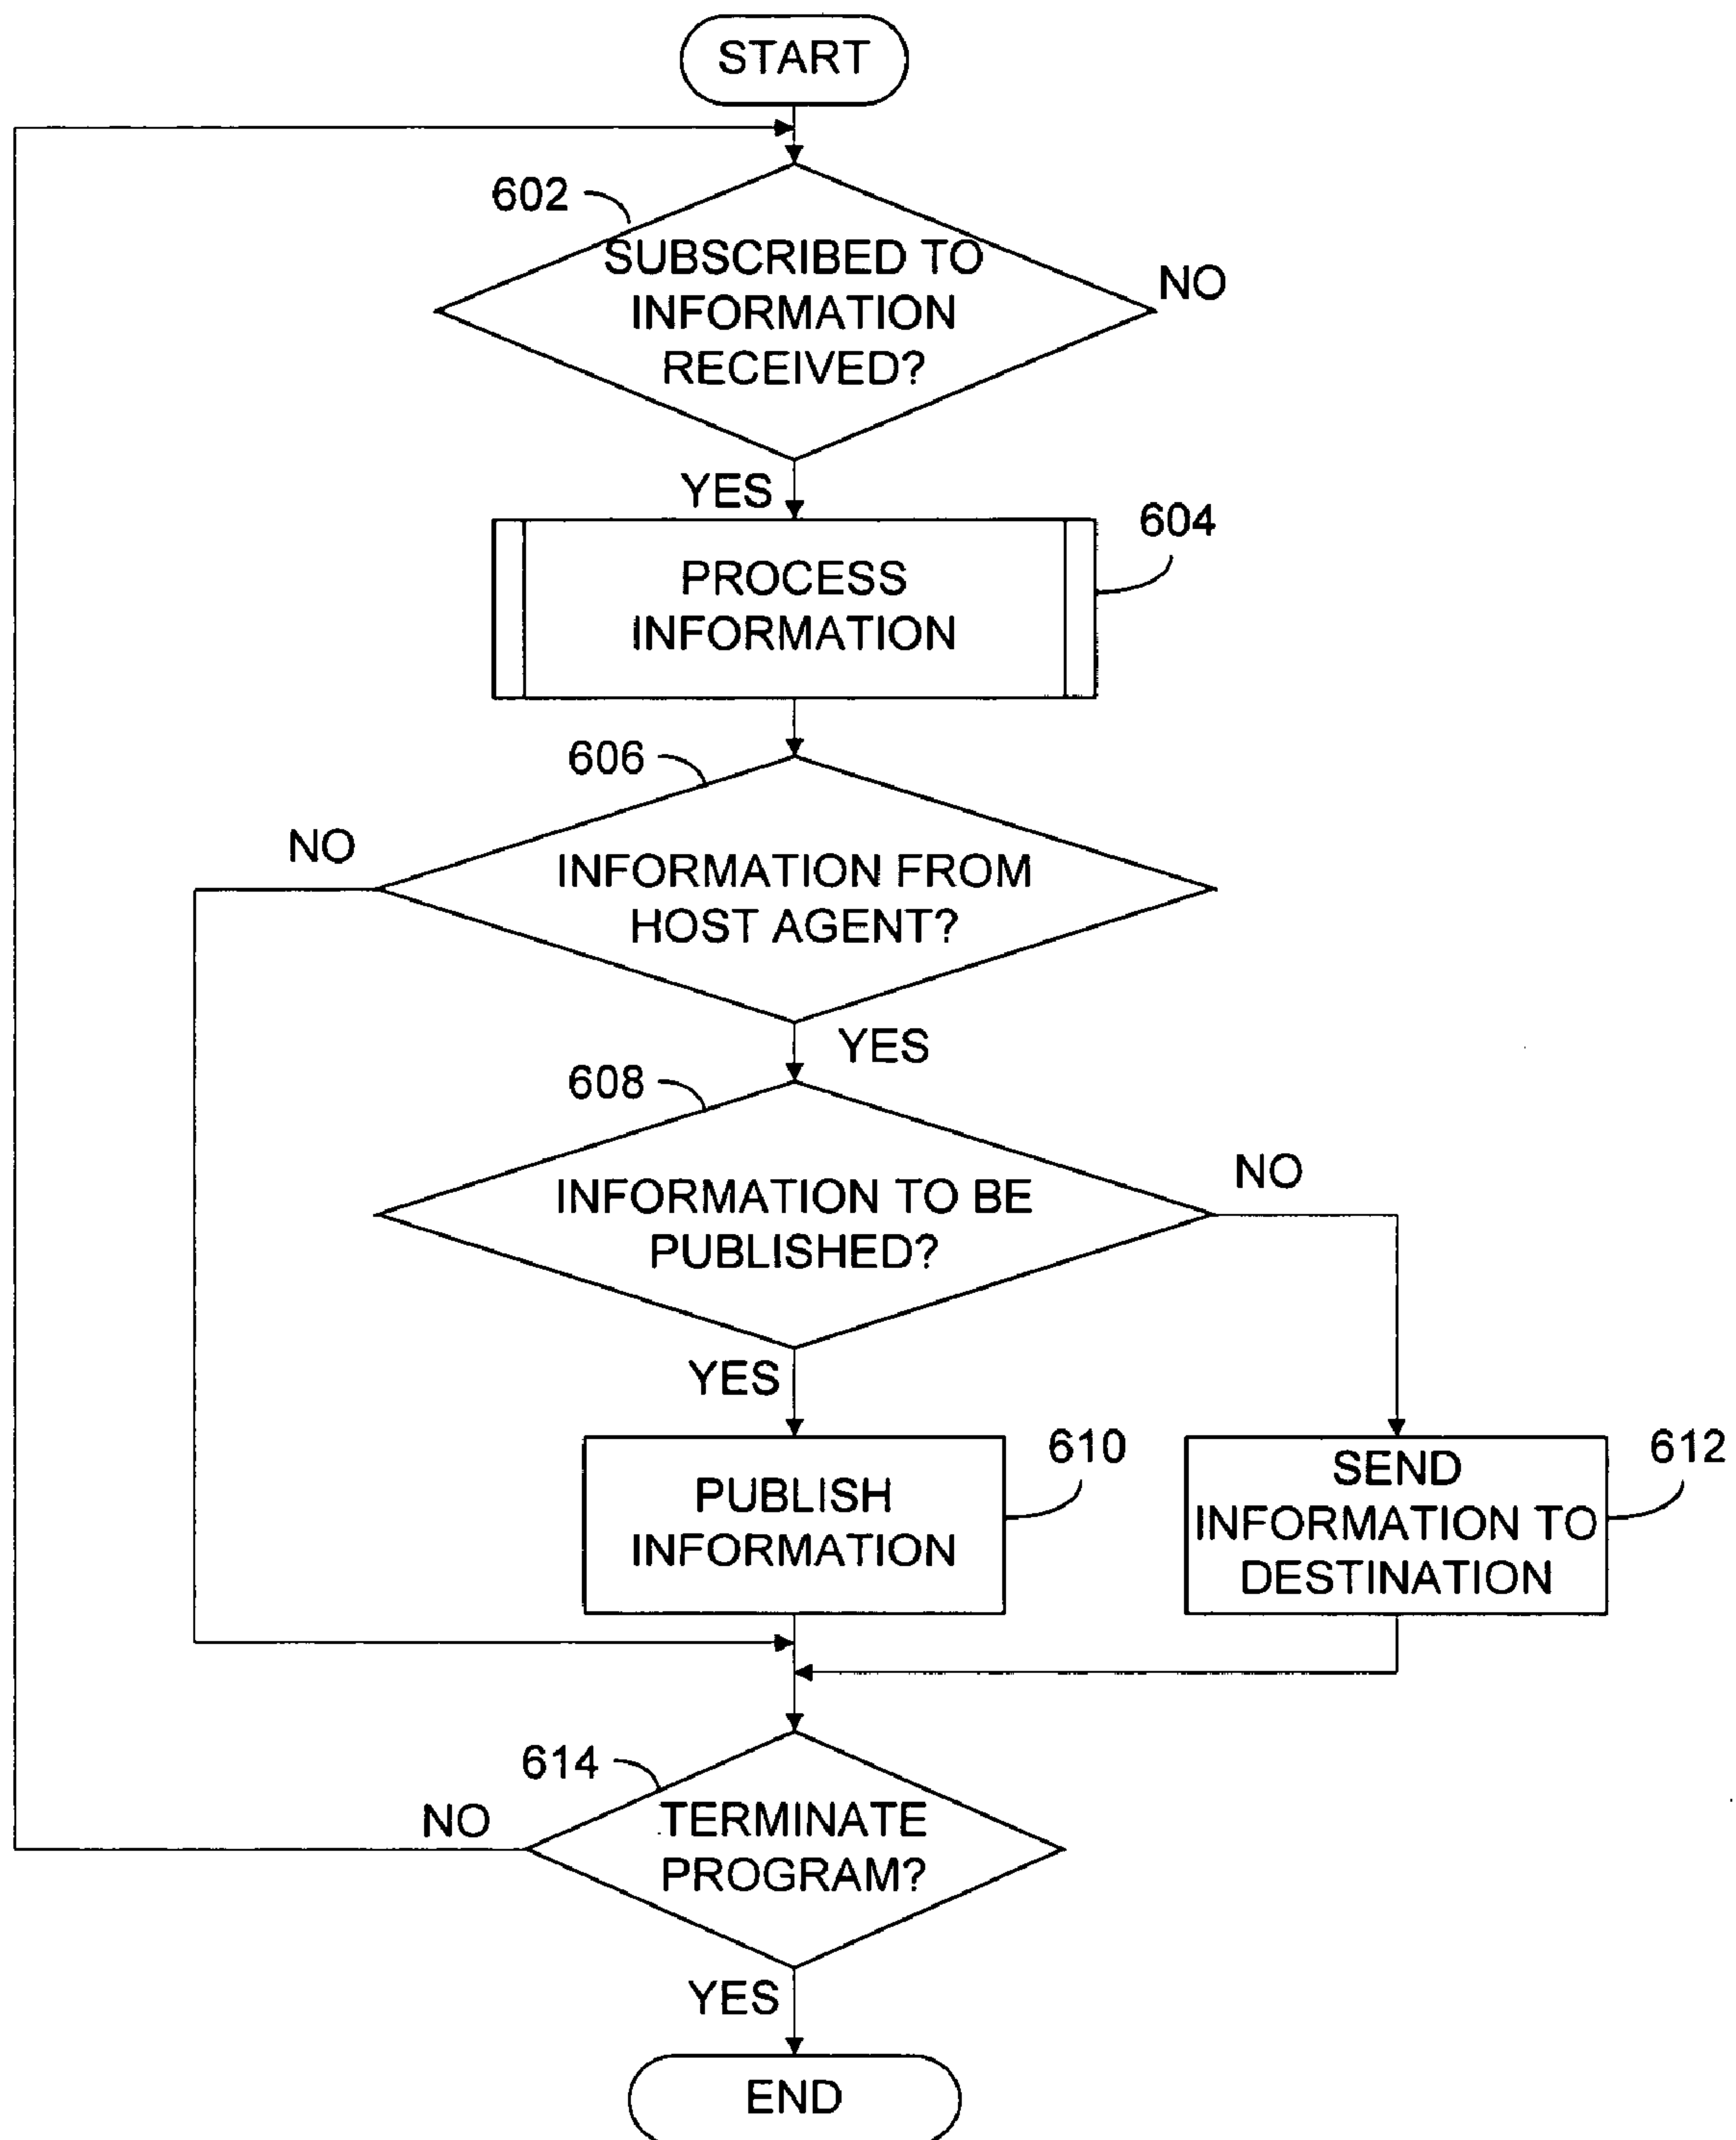 START
602
SUBSCRIBED TO
INFORMATION
RECEIVED?
NO
YES
604
PROCESS
INFORMATION
606
NO
INFORMATION FROM
HOST AGENT?
YES
608
NO
INFORMATION TO BE
PUBLISHED?
YES
610
PUBLISH
INFORMATION
612
SEND
INFORMATION TO
DESTINATION
614
NO
TERMINATE
PROGRAM?
YES
END